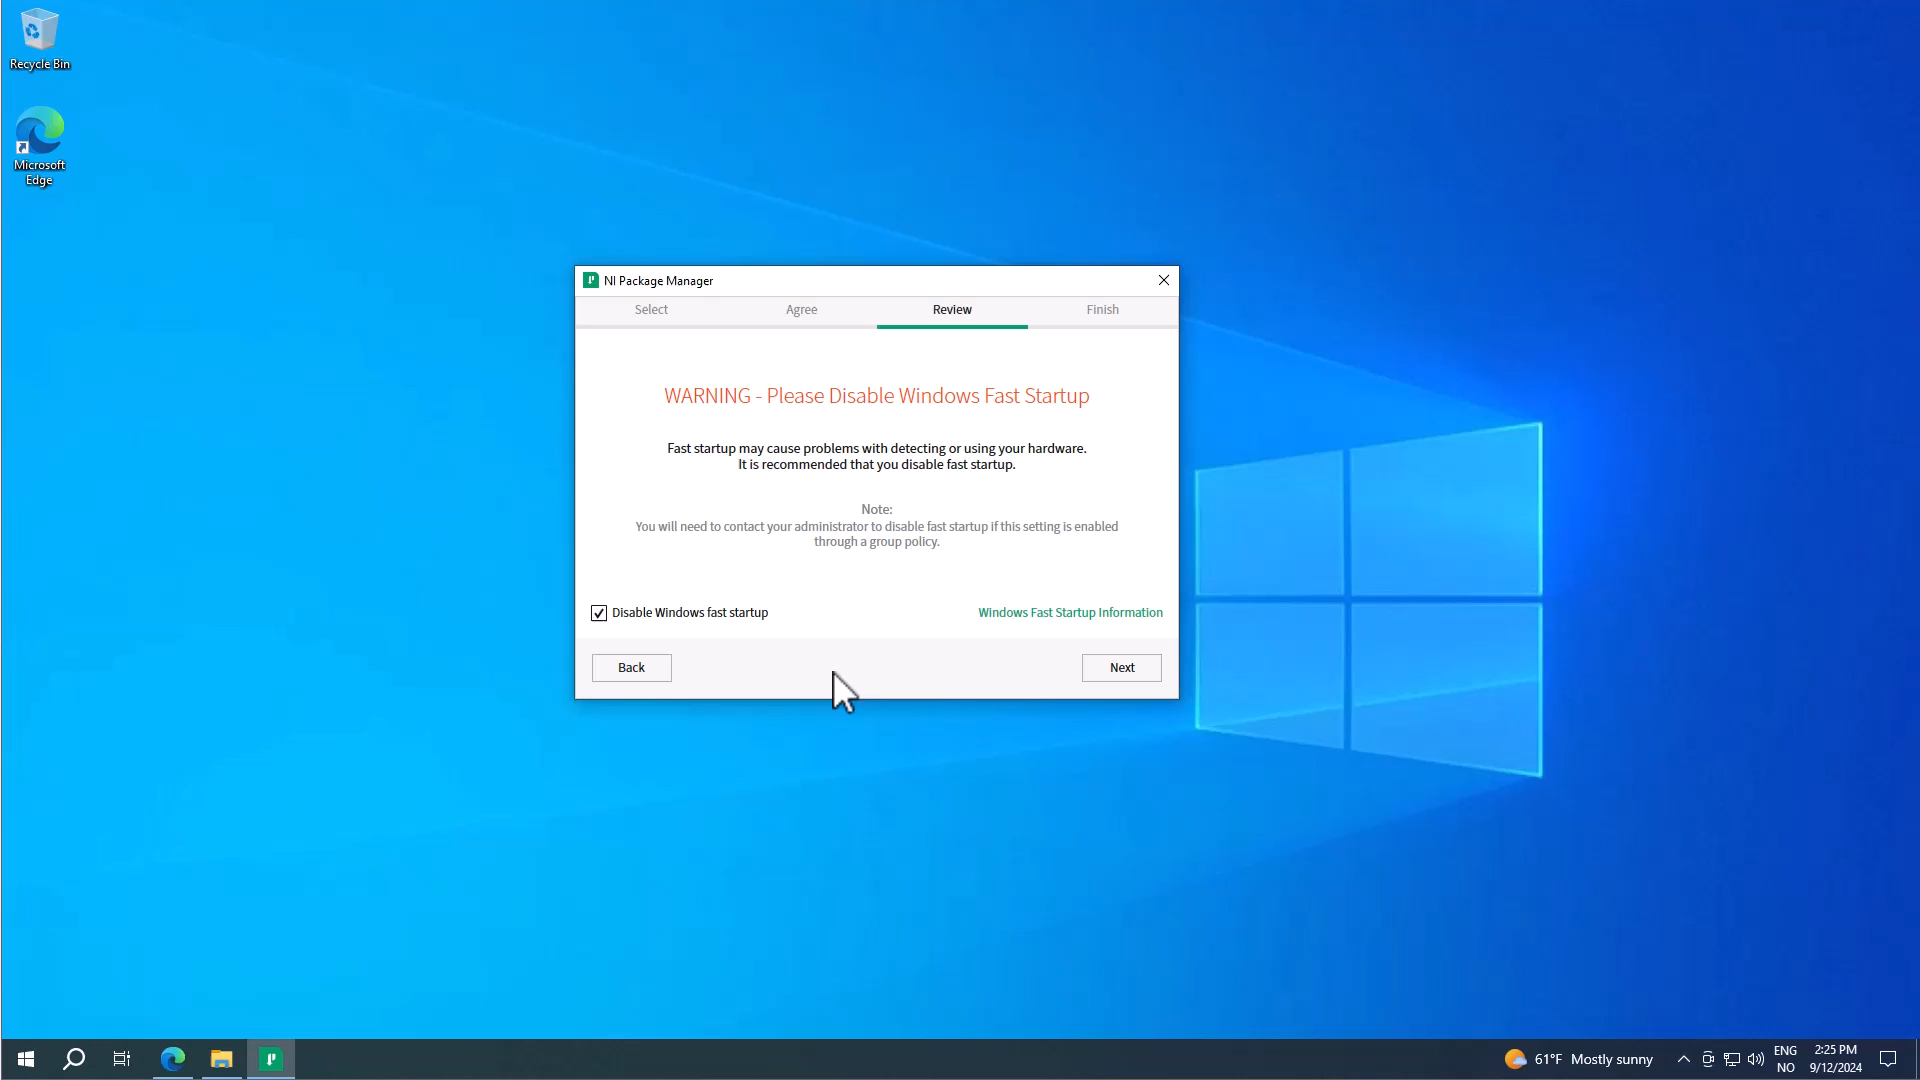 Recycle Bin
Microsoft
Edge
NI Package Manager
Select
Agree
Review
Finish
WARNING - Please Disable Windows Fast Startup
Fast startup may cause problems with detecting or using your hardware.
It is recommended that you disable fast startup.
Note:
You will need to contact your administrator to disable fast startup if this setting is enabled
through a group policy.
Disable Windows fast startup
Windows Fast Startup Information
Back
Next
61°F Mostly sunny
ENG
NO
2:25 PM
9/12/2024